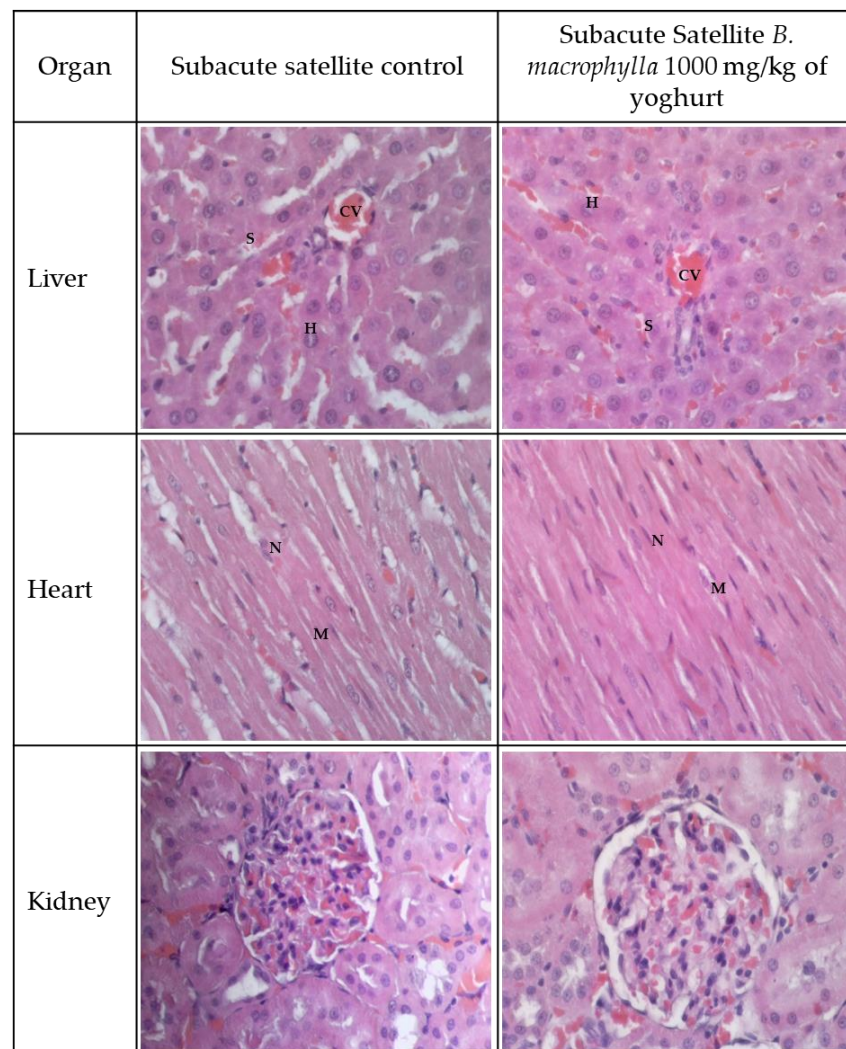 Organ
Subacute satellite control
Subacute Satellite B.
macrophylla 1000 mg/kg of
yoghurt
Liver
CV
S
H
H
CV
S
Heart
N
M
N
M
Kidney